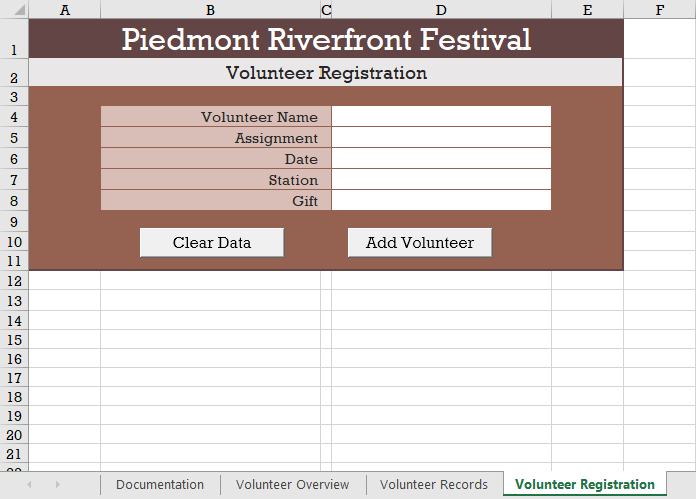 A B C D E F
1 Piedmont Riverfront Festival
2 Volunteer Registration
3
4 Volunteer Name
5 Assignment
6 Date
7 Station
8 Gift
9
10 Clear Data Add Volunteer
11
12
13
14
15
16
17
18
19
20
21
Documentation Volunteer Overview Volunteer Records Volunteer Registration